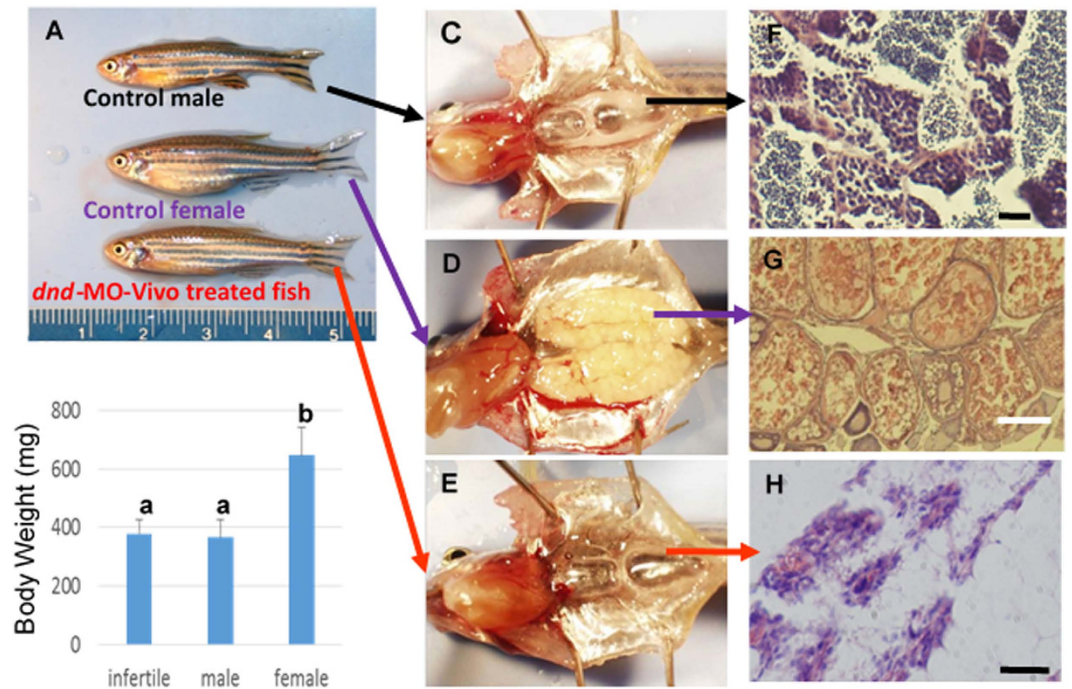 A
Control male
Control female
dnd-MO-Vivo treated fish
1 2 3 4 5
C
D
E
F
G
H
Body Weight (mg)
800
600
400
200
0
a
a
b
infertile
male
female